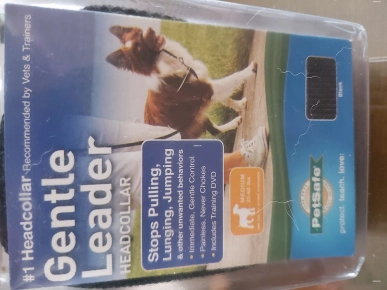 #1 Headcollar-Recommended by Vets & Trainers
Gentle
Leader
HEADCOLLAR
Stops Pulling,
Lunging, Jumping
& other unwanted behaviors
• Immediate, Gentle Control
• Painless, Never Chokes
• Includes Training DVD
MEDIUM
Black
PetSafe
protect. teach. love.